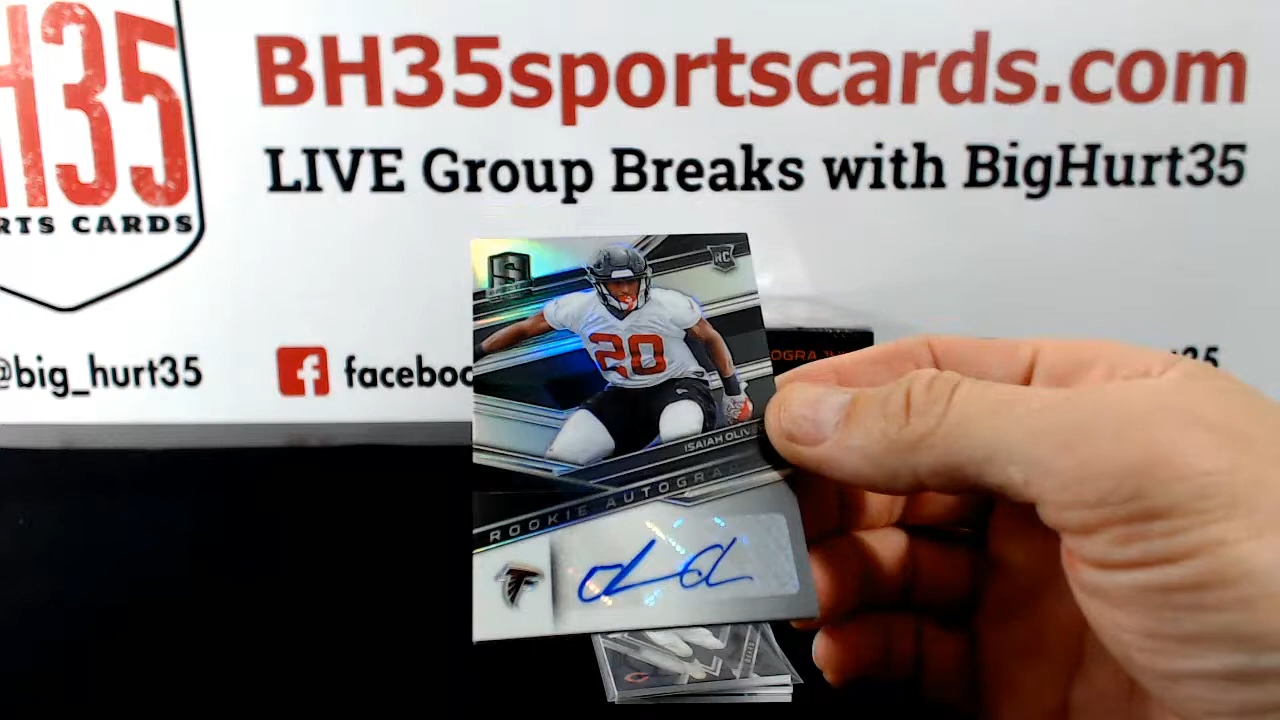 H35
RTS CARDS
BH35sportscards.com
LIVE Group Breaks with BigHurt35
@big_hurt35
f faceboo
S
RC
20
ISAIAH OLIVE
ROOKIE AUTOGRA